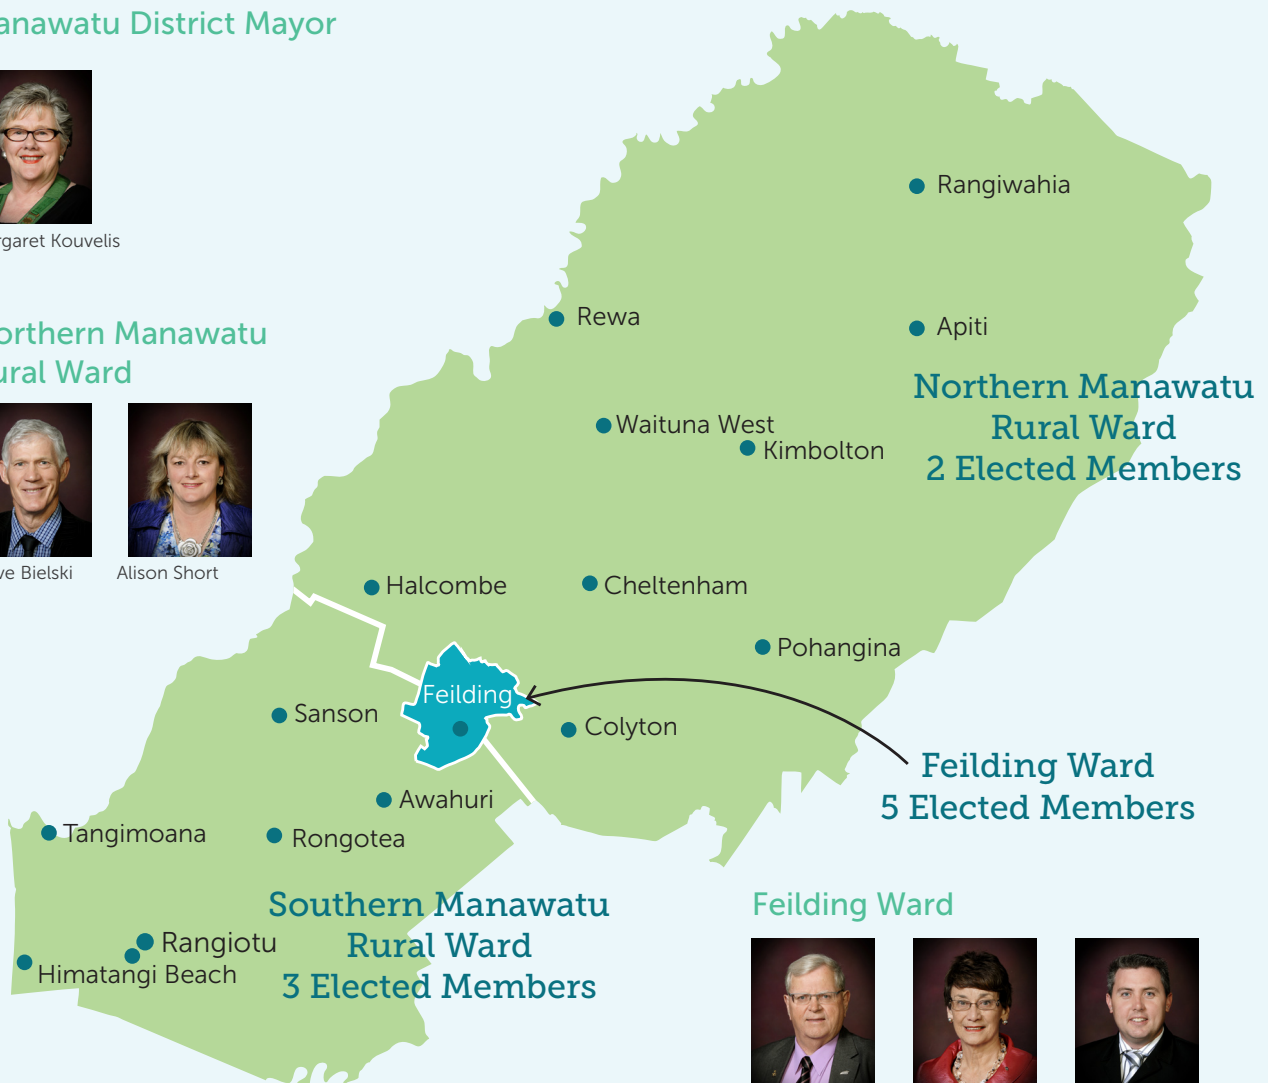 anawatu District Mayor
garet Kouvelis
orthern Manawatu
ural Ward
ve Bielski
Alison Short
Rangiwahia
Rewa
Apiti
Northern Manawatu
Rural Ward
2 Elected Members
Waituna West
Kimbolton
Halcombe
Cheltenham
Pohangina
Feilding
Sanson
Colyton
Feilding Ward
5 Elected Members
Awahuri
Tangimoana
Rongotea
Southern Manawatu
Rural Ward
3 Elected Members
Rangiotu
Himatangi Beach
Feilding Ward